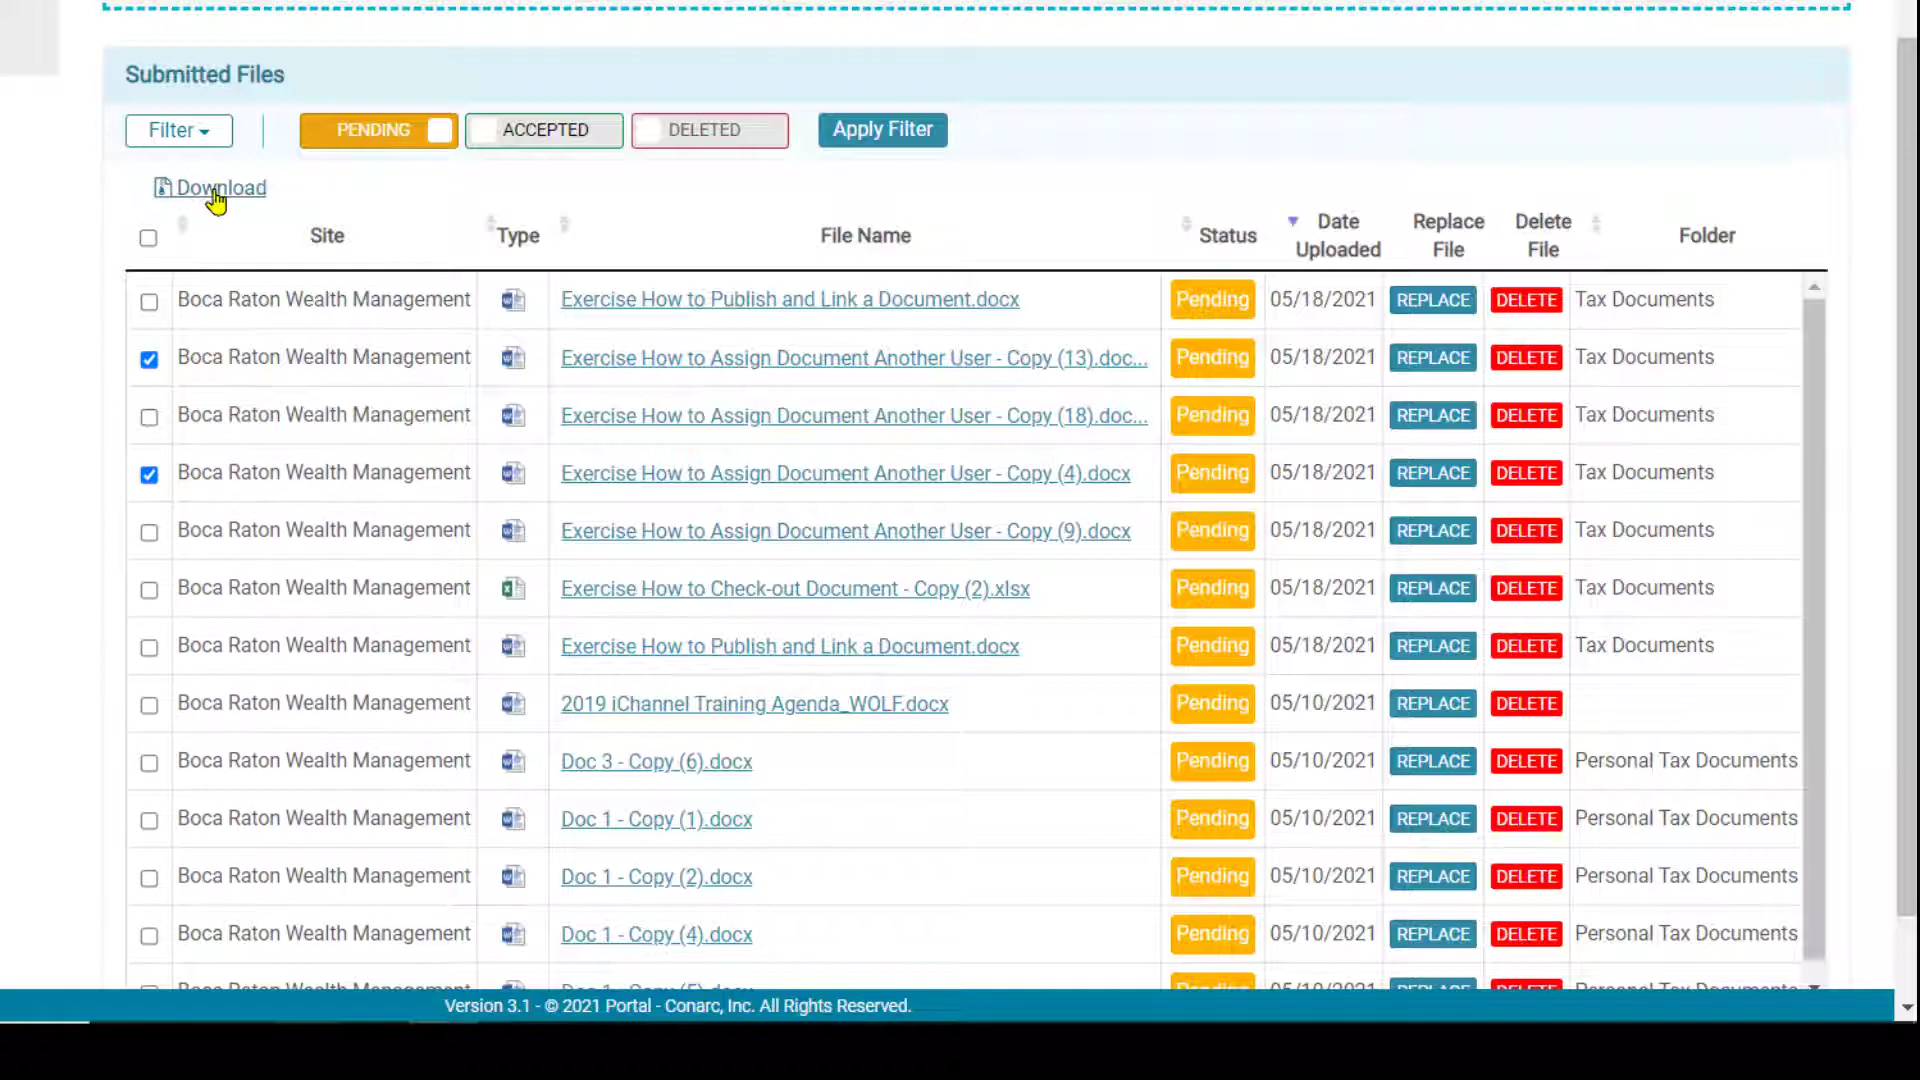 Submitted Files
Filter PENDING ACCEPTED DELETED Apply Filter
Download
Site Type File Name Status Date Uploaded Replace File Delete File Folder
Boca Raton Wealth Management Exercise How to Publish and Link a Document.docx Pending 05/18/2021 REPLACE DELETE Tax Documents
Boca Raton Wealth Management Exercise How to Assign Document Another User - Copy (13).doc... Pending 05/18/2021 REPLACE DELETE Tax Documents
Boca Raton Wealth Management Exercise How to Assign Document Another User - Copy (18).doc... Pending 05/18/2021 REPLACE DELETE Tax Documents
Boca Raton Wealth Management Exercise How to Assign Document Another User - Copy (4).docx Pending 05/18/2021 REPLACE DELETE Tax Documents
Boca Raton Wealth Management Exercise How to Assign Document Another User - Copy (9).docx Pending 05/18/2021 REPLACE DELETE Tax Documents
Boca Raton Wealth Management Exercise How to Check-out Document - Copy (2).xlsx Pending 05/18/2021 REPLACE DELETE Tax Documents
Boca Raton Wealth Management Exercise How to Publish and Link a Document.docx Pending 05/18/2021 REPLACE DELETE Tax Documents
Boca Raton Wealth Management 2019 iChannel Training Agenda_WOLF.docx Pending 05/10/2021 REPLACE DELETE
Boca Raton Wealth Management Doc 3 - Copy (6).docx Pending 05/10/2021 REPLACE DELETE Personal Tax Documents
Boca Raton Wealth Management Doc 1 - Copy (1).docx Pending 05/10/2021 REPLACE DELETE Personal Tax Documents
Boca Raton Wealth Management Doc 1 - Copy (2).docx Pending 05/10/2021 REPLACE DELETE Personal Tax Documents
Boca Raton Wealth Management Doc 1 - Copy (4).docx Pending 05/10/2021 REPLACE DELETE Personal Tax Documents
Version 3.1 - © 2021 Portal - Conarc, Inc. All Rights Reserved.